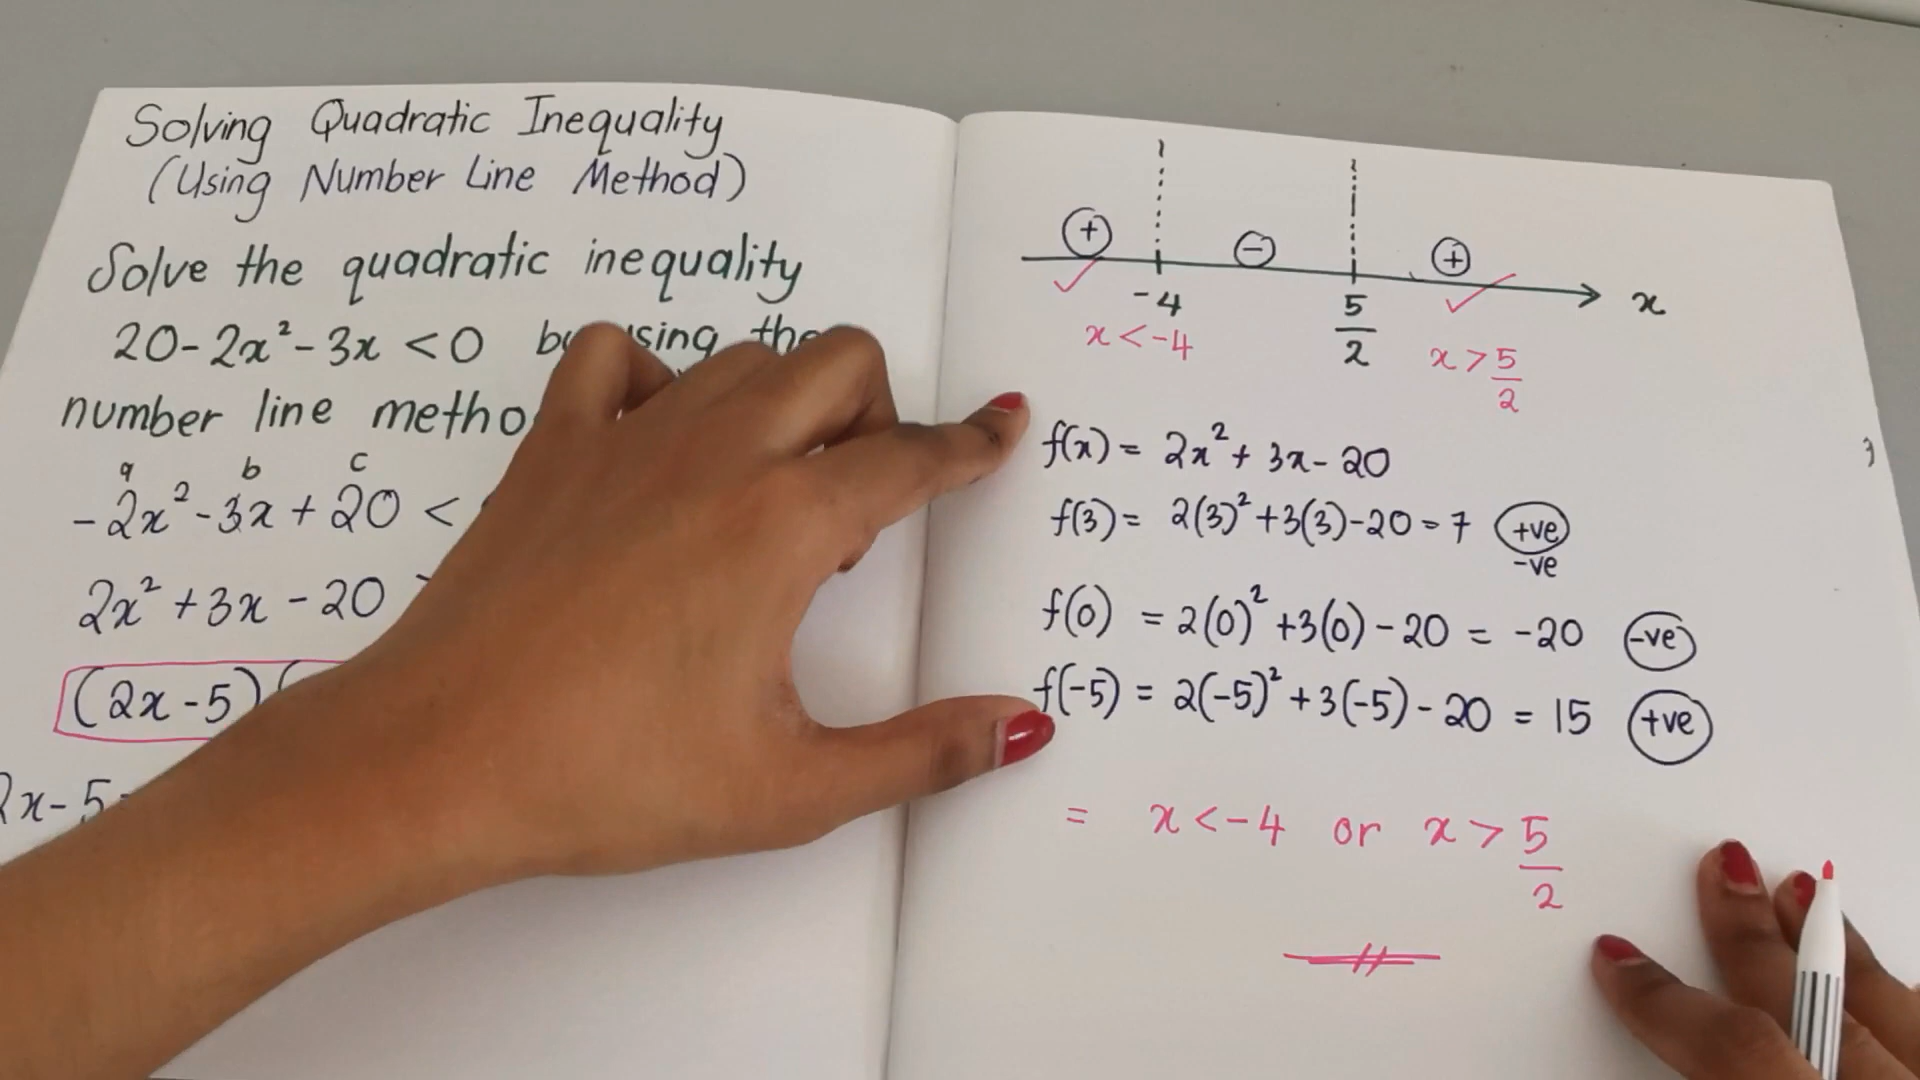 Solving Quadratic Inequality
(Using Number Line Method)
Solve the quadratic inequality
20-2x²-3x <0 the
number line
a b c
-2x²-3x+20 <
2x²+3x-20
(2x-5)
2x-5
+ - +
-4 5/2 x
x<-4 x>5/2
f(x)= 2x²+3x-20
f(3)= 2(3)²+3(3)-20=7 +ve
-ve
f(0) =2(0)²+3(0)-20 = -20 -ve
f(-5) = 2(-5)²+3(-5)-20 = 15 +ve
= x<-4 or x>5/2